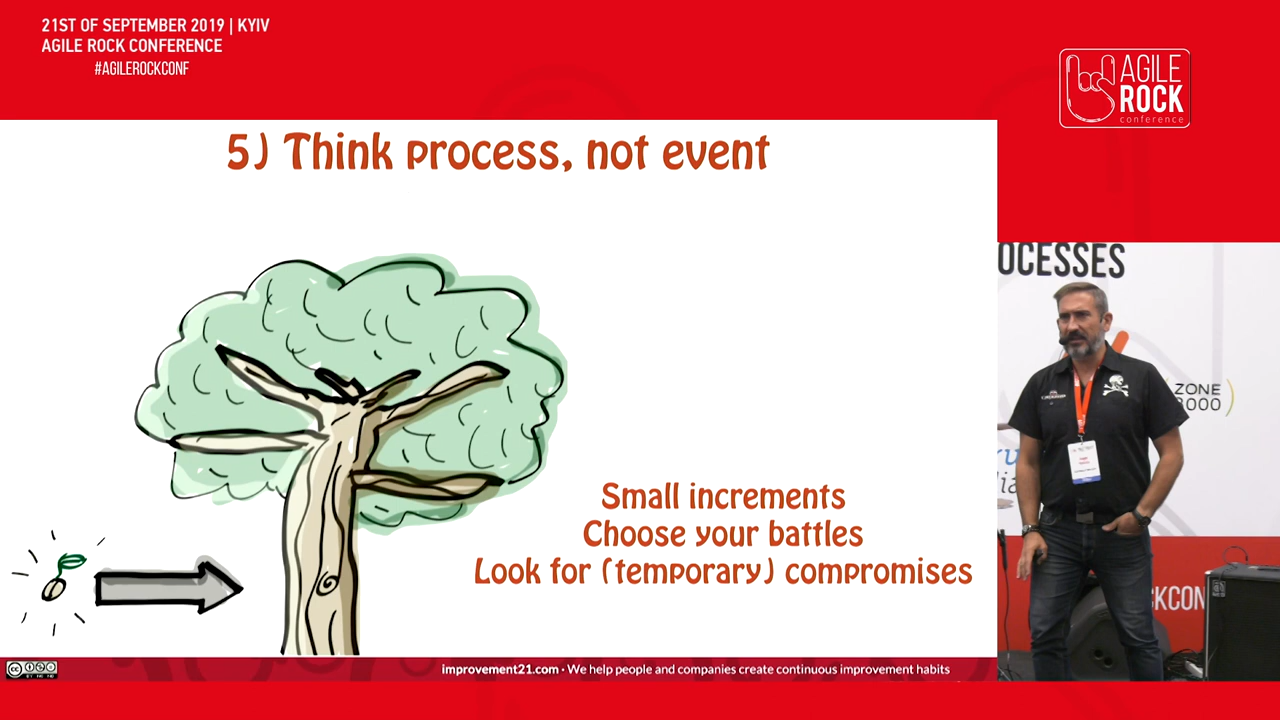 21ST OF SEPTEMBER 2019 | KYIV
AGILE ROCK CONFERENCE
#AGILEROCKCONF
AGILE
ROCK
conference
5) Think process, not event
Small increments
Choose your battles
Look for (temporary) compromises
improvement21.com · We help people and companies create continuous improvement habits
OCESSES
ZONE
3000
CKCON